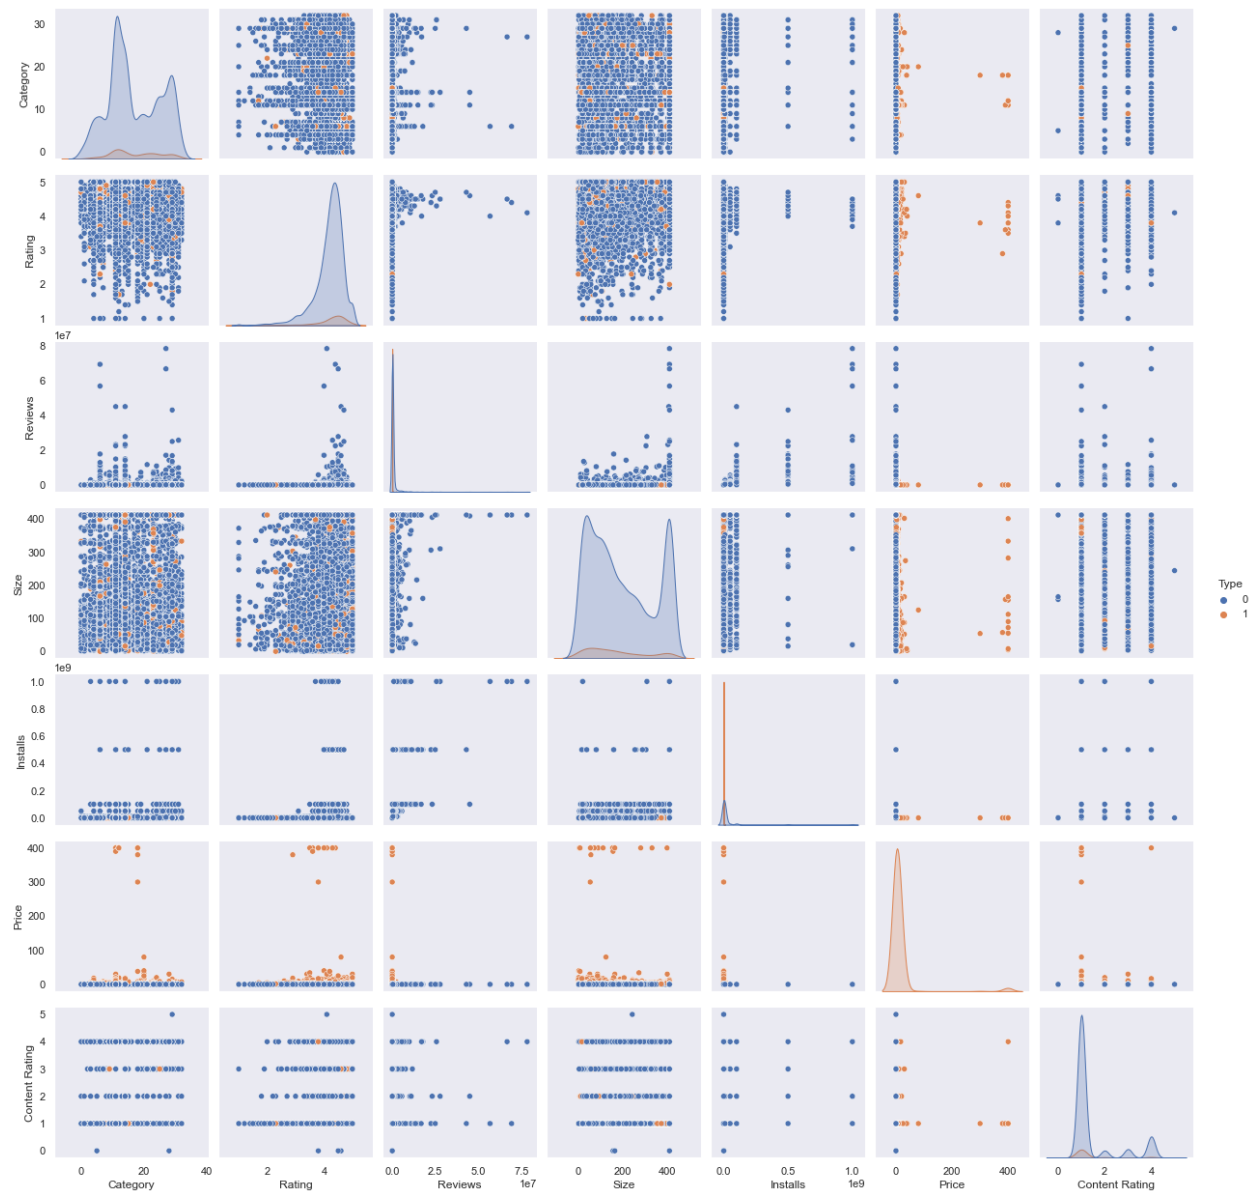 30
20
10
0
Category
5
4
3
2
1
Rating
1e7
8
6
4
2
0
Reviews
400
300
200
100
0
Size
Type
0
1
1e9
1.0
0.8
0.6
0.4
0.2
0.0
Installs
400
300
200
100
0
Price
5
4
3
2
1
0
Content Rating
0 20 40 2 4 0.0 2.5 5.0 7.5 0 200 400 0.0 0.5 1.0 0 200 400 0 2 4
1e7 1e9
Category Rating Reviews Size Installs Price Content Rating